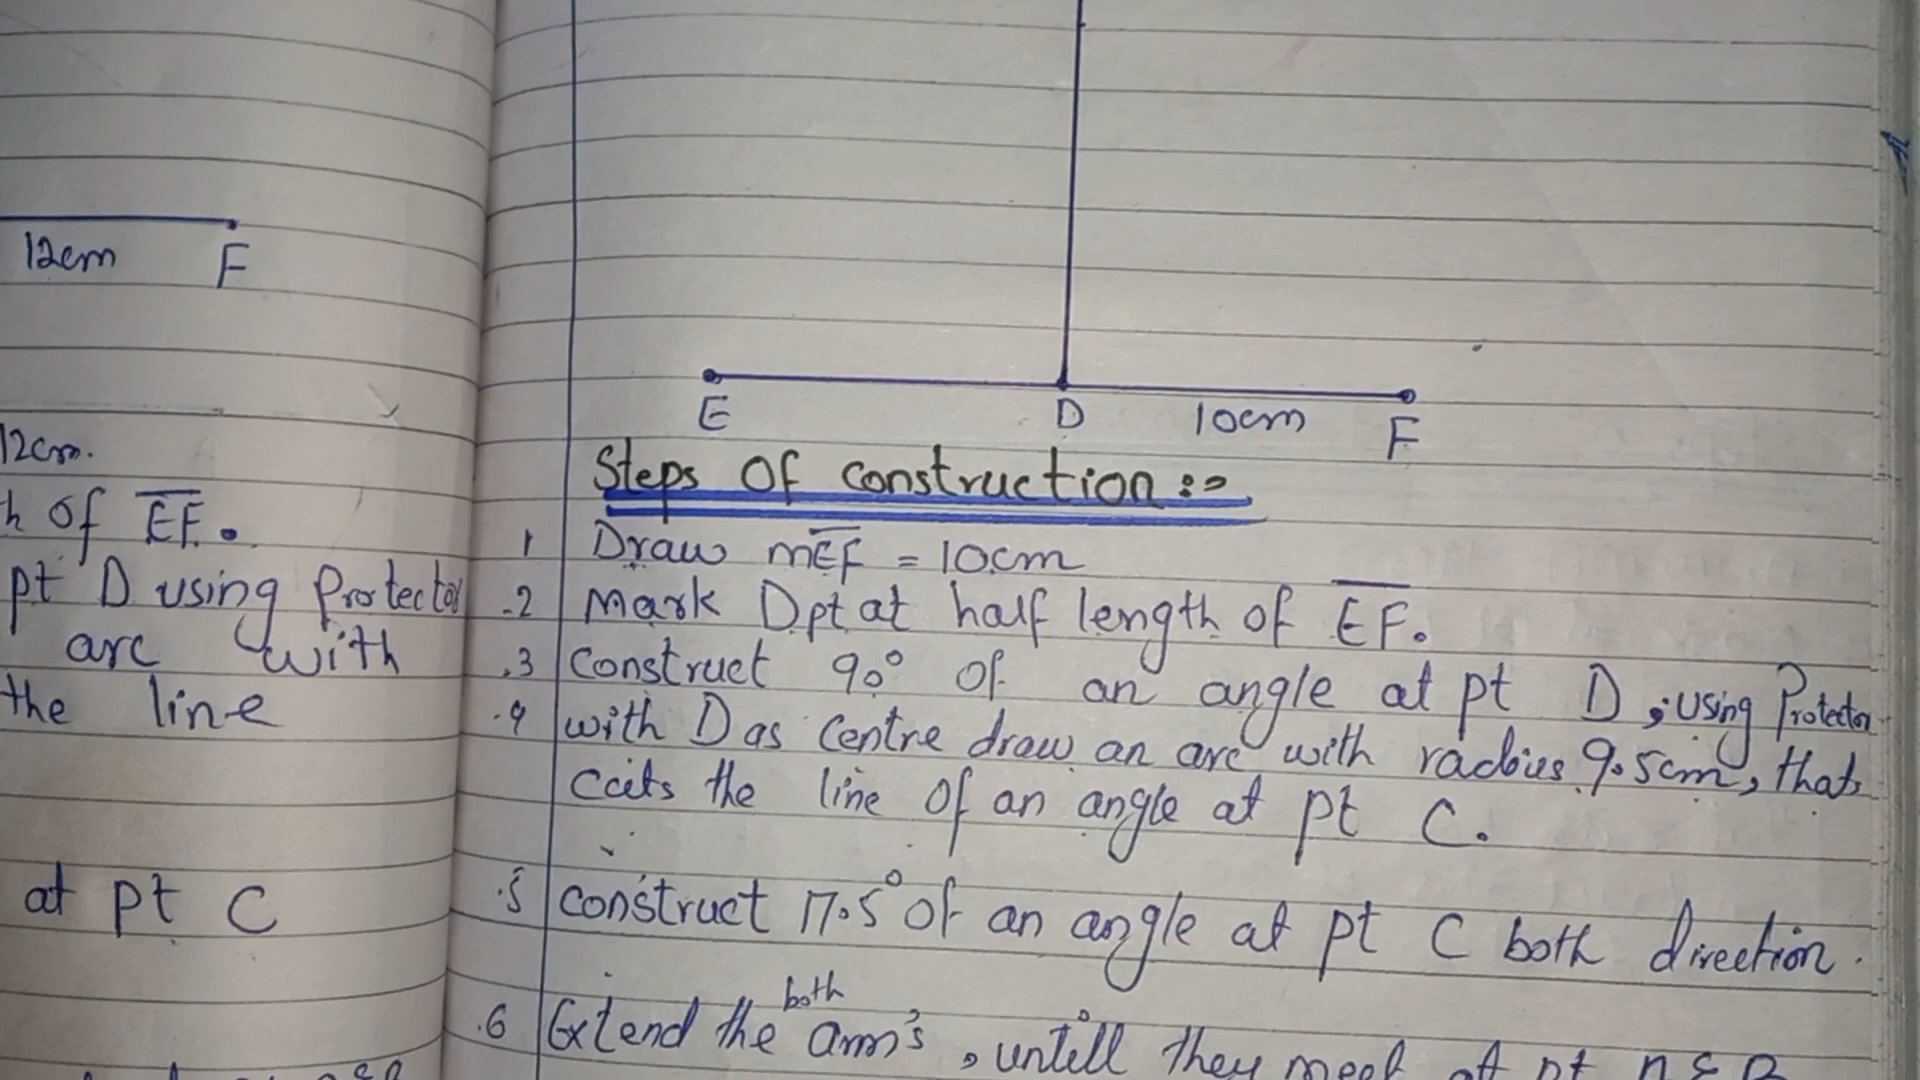 12cm F
12cm.
h of EF.
pt D using Protector
arc with
the line
at pt C
E D 10cm F
Steps Of construction :-
1 Draw mEF = 10cm
.2 Mark D pt at half length of EF.
.3 Construct 90° Of an angle at pt D, using Protector
.4 with D as Centre draw an arc with radius 9.5cm, that
cuts the line Of an angle at pt C.
.5 construct 17.5° Of an angle at pt C both direction.
both
.6 Extend the arm's, untill they meet at pt